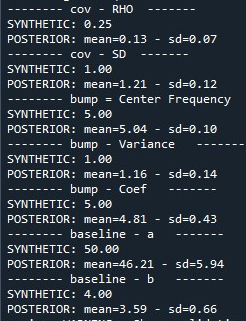 -------- cov - RHO -------
SYNTHETIC: 0.25
POSTERIOR: mean=0.13 - sd=0.07
-------- cov - SD -------
SYNTHETIC: 1.00
POSTERIOR: mean=1.21 - sd=0.12
-------- bump = Center Frequency
SYNTHETIC: 5.00
POSTERIOR: mean=5.04 - sd=0.10
-------- bump - Variance -------
SYNTHETIC: 1.00
POSTERIOR: mean=1.16 - sd=0.14
-------- bump - Coef -------
SYNTHETIC: 5.00
POSTERIOR: mean=4.81 - sd=0.43
-------- baseline - a -------
SYNTHETIC: 50.00
POSTERIOR: mean=46.21 - sd=5.94
-------- baseline - b -------
SYNTHETIC: 4.00
POSTERIOR: mean=3.59 - sd=0.66